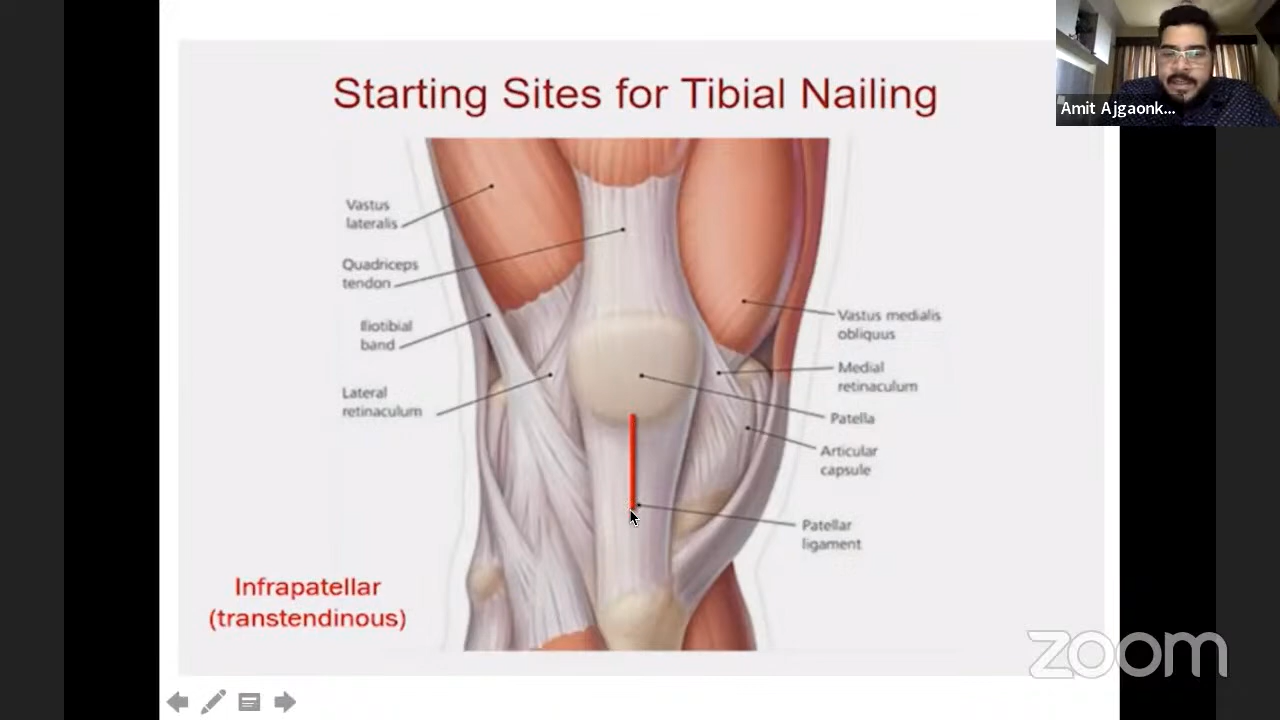 Starting Sites for Tibial Nailing
Amit Ajgaonk...
Vastus
lateralis
Quadriceps
tendon
Iliotibial
band
Lateral
retinaculum
Vastus medialis
obliquus
Medial
retinaculum
Patella
Articular
capsule
Patellar
ligament
Infrapatellar
(transtendinous)
zoom